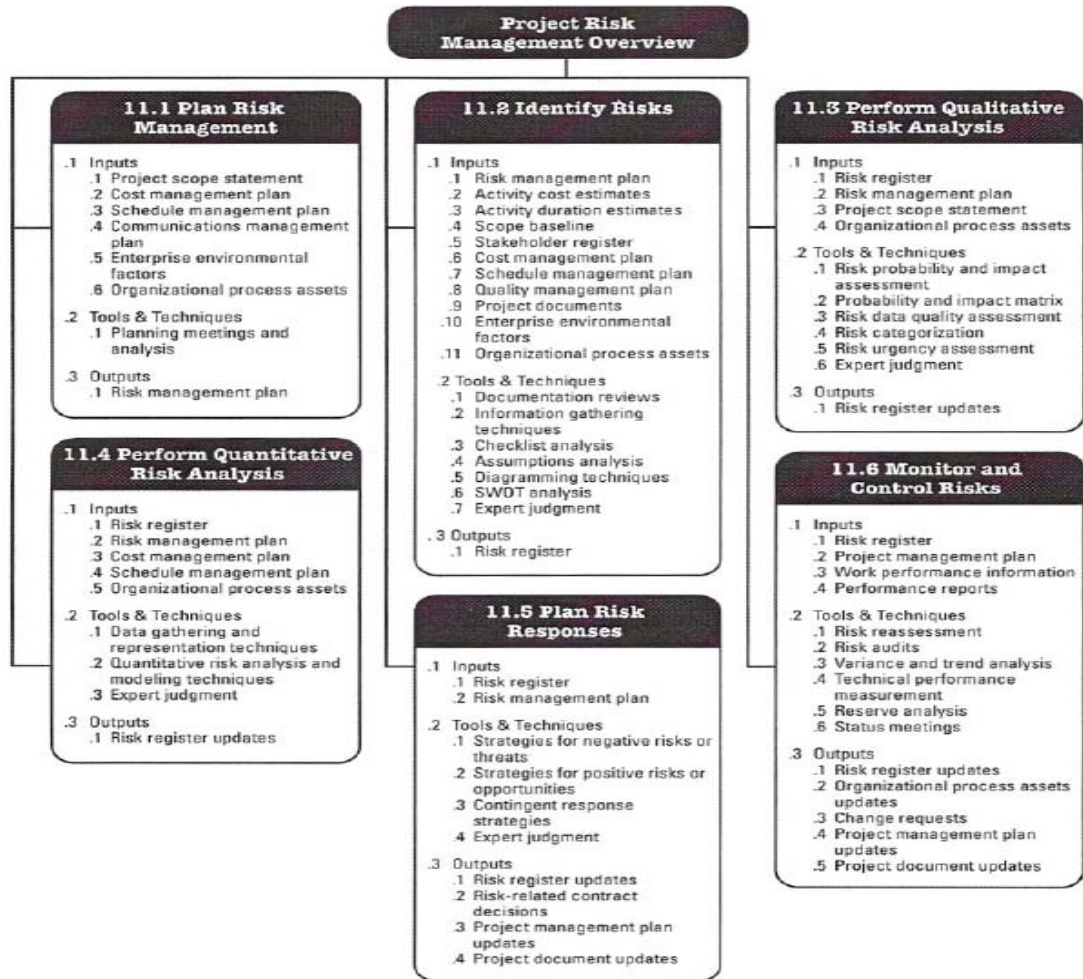 Project Risk
Management Overview
11.1 Plan Risk
Management
.1 Inputs
.1 Project scope statement
.2 Cost management plan
.3 Schedule management plan
.4 Communications management
plan
.5 Enterprise environmental
factors
.6 Organizational process assets
.2 Tools & Techniques
.1 Planning meetings and
analysis
.3 Outputs
.1 Risk management plan
11.2 Identify Risks
.1 Inputs
.1 Risk management plan
.2 Activity cost estimates
.3 Activity duration estimates
.4 Scope baseline
.5 Stakeholder register
.6 Cost management plan
.7 Schedule management plan
.8 Quality management plan
.9 Project documents
.10 Enterprise environmental
factors
.11 Organizational process assets
.2 Tools & Techniques
.1 Documentation reviews
.2 Information gathering
techniques
.3 Checklist analysis
.4 Assumptions analysis
.5 Diagramming techniques
.6 SWOT analysis
.7 Expert judgment
.3 Outputs
.1 Risk register
11.3 Perform Qualitative
Risk Analysis
.1 Inputs
.1 Risk register
.2 Risk management plan
.3 Project scope statement
.4 Organizational process assets
.2 Tools & Techniques
.1 Risk probability and impact
assessment
.2 Probability and impact matrix
.3 Risk data quality assessment
.4 Risk categorization
.5 Risk urgency assessment
.6 Expert judgment
.3 Outputs
.1 Risk register updates
11.4 Perform Quantitative
Risk Analysis
.1 Inputs
.1 Risk register
.2 Risk management plan
.3 Cost management plan
.4 Schedule management plan
.5 Organizational process assets
.2 Tools & Techniques
.1 Data gathering and
representation techniques
.2 Quantitative risk analysis and
modeling techniques
.3 Expert judgment
.3 Outputs
.1 Risk register updates
11.5 Plan Risk
Responses
.1 Inputs
.1 Risk register
.2 Risk management plan
.2 Tools & Techniques
.1 Strategies for negative risks or
threats
.2 Strategies for positive risks or
opportunities
.3 Contingent response
strategies
.4 Expert judgment
.3 Outputs
.1 Risk register updates
.2 Risk-related contract
decisions
.3 Project management plan
updates
.4 Project document updates
11.6 Monitor and
Control Risks
.1 Inputs
.1 Risk register
.2 Project management plan
.3 Work performance information
.4 Performance reports
.2 Tools & Techniques
.1 Risk reassessment
.2 Risk audits
.3 Variance and trend analysis
.4 Technical performance
measurement
.5 Reserve analysis
.6 Status meetings
.3 Outputs
.1 Risk register updates
.2 Organizational process assets
updates
.3 Change requests
.4 Project management plan
updates
.5 Project document updates